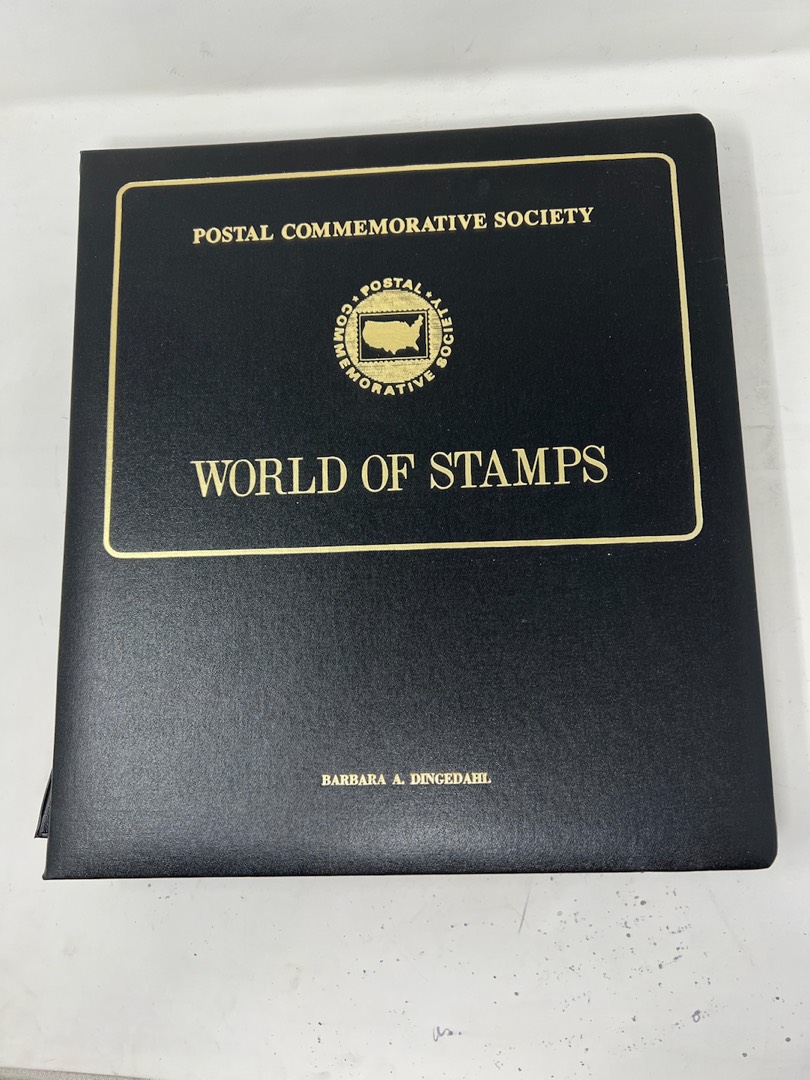 POSTAL COMMEMORATIVE SOCIETY
★ POSTAL ★
COMMEMORATIVE SOCIETY
WORLD OF STAMPS
BARBARA A. DINGEDAHL